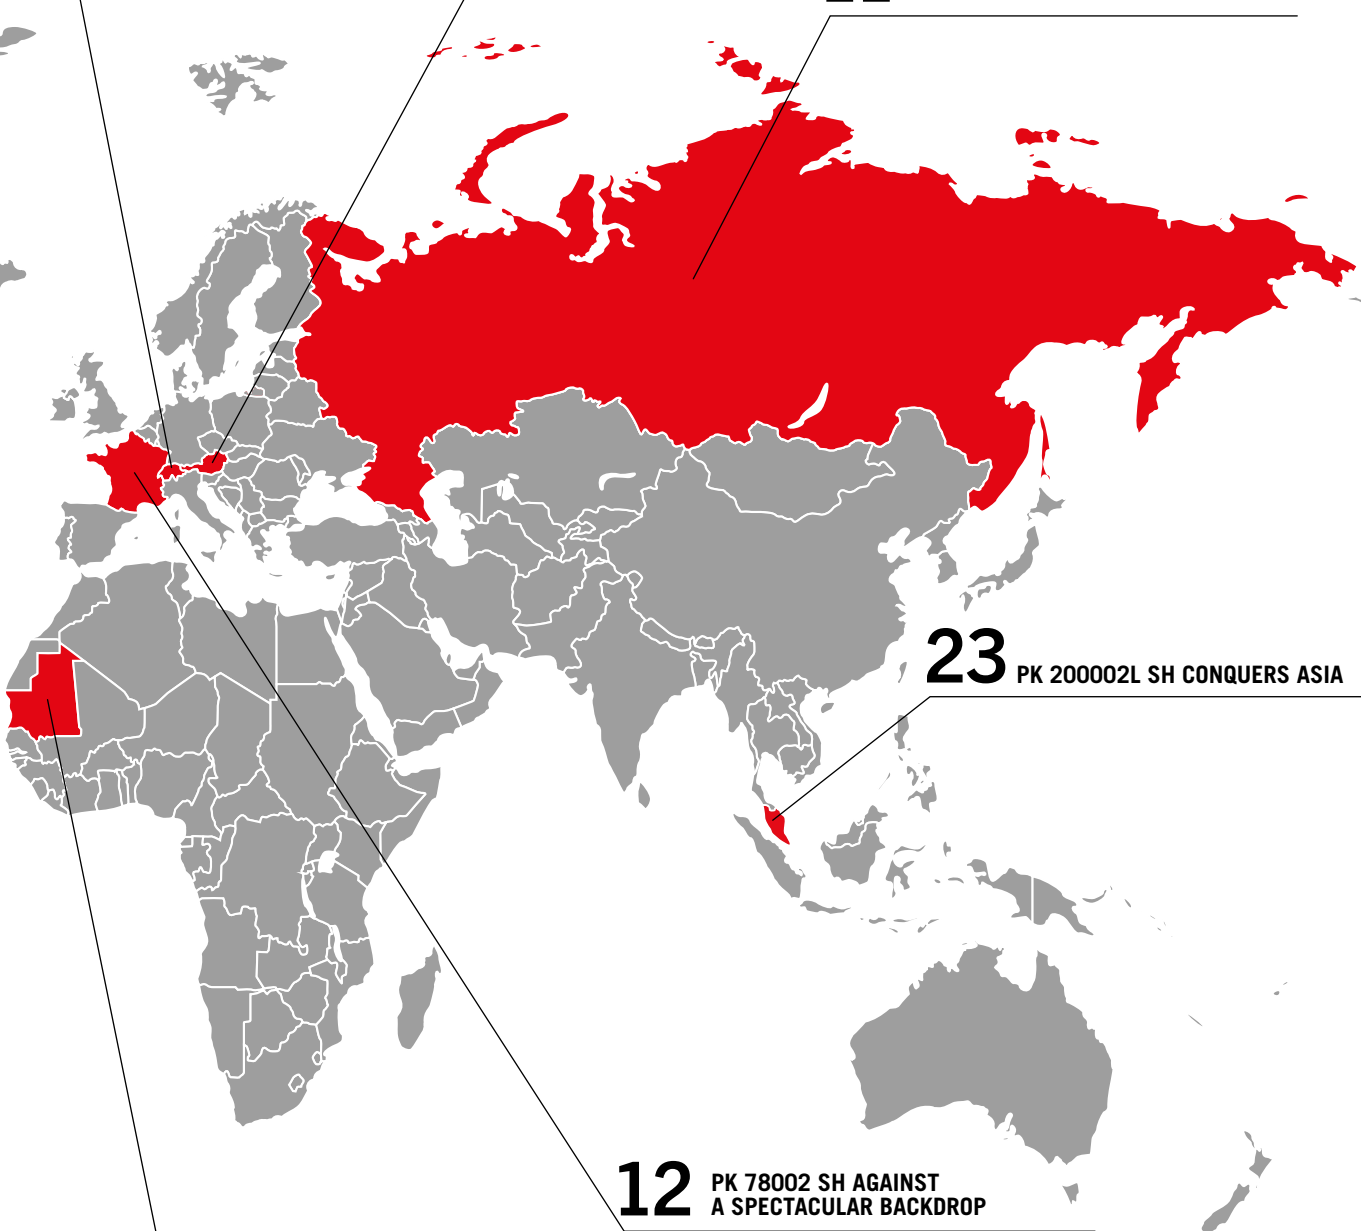 23 PK 200002L SH CONQUERS ASIA
12 PK 78002 SH AGAINST
A SPECTACULAR BACKDROP